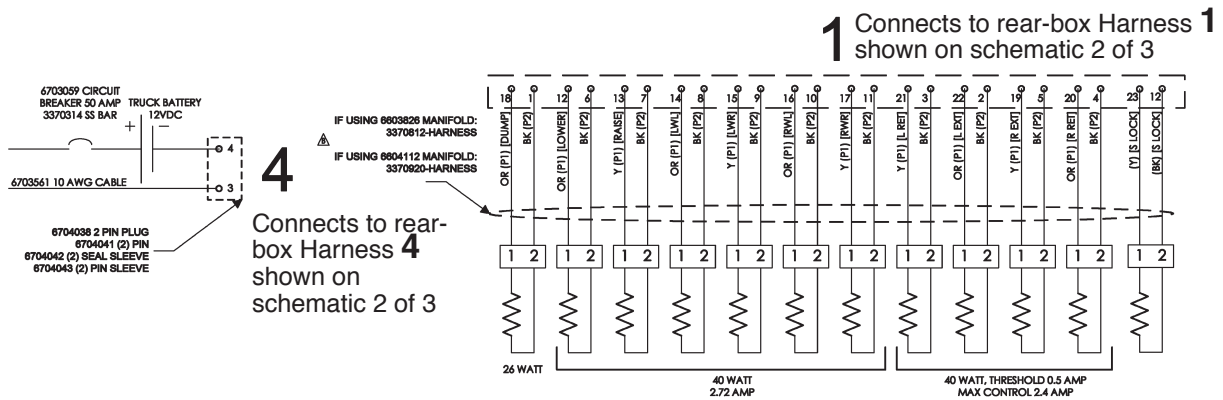 1 Connects to rear-box Harness 1
shown on schematic 2 of 3
6703059 CIRCUIT
BREAKER 50 AMP
3370314 SS BAR
TRUCK BATTERY
12VDC
+ −
4
3
6703561 10 AWG CABLE
6704038 2 PIN PLUG
6704041 (2) PIN
6704042 (2) SEAL SLEEVE
6704043 (2) PIN SLEEVE
4
Connects to rear-
box Harness 4
shown on
schematic 2 of 3
IF USING 6603826 MANIFOLD:
3370612-HARNESS
IF USING 6604112 MANIFOLD:
3370920-HARNESS
18 1 12 6 13 7 14 8 15 9 16 10 17 11 21 3 22 2 19 5 20 4 23 12
OR (P1) [DUMP]
BK (P2)
OR (P1) [LOWER]
BK (P2)
Y (P1) [RAISE]
BK (P2)
OR (P1) [LWL]
BK (P2)
Y (P1) [LWR]
BK (P2)
OR (P1) [RWL]
BK (P2)
Y (P1) [RWR]
BK (P2)
Y (P1) [L RET]
BK (P2)
OR (P1) [L EXT]
BK (P2)
Y (P1) [R EXT]
BK (P2)
OR (P1) [R RET]
BK (P2)
(Y) [S LOCK]
(BK) [S LOCK]
1 2 1 2 1 2 1 2 1 2 1 2 1 2 1 2 1 2 1 2 1 2 1 2
26 WATT
40 WATT
2.72 AMP
40 WATT, THRESHOLD 0.5 AMP
MAX CONTROL 2.4 AMP